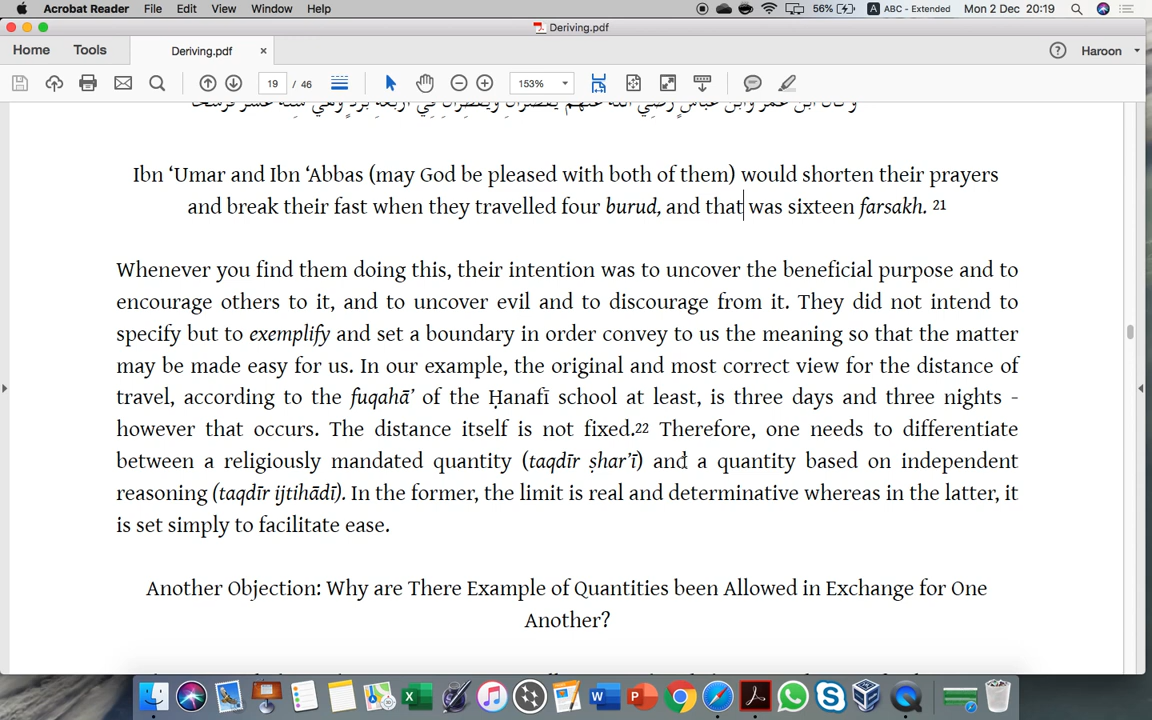 Acrobat Reader File Edit View Window Help 56% A ABC - Extended Mon 2 Dec 20:19
Deriving.pdf
Home Tools Deriving.pdf × ? Haroon
19 / 46 153%
Ibn ‘Umar and Ibn ‘Abbas (may God be pleased with both of them) would shorten their prayers
and break their fast when they travelled four burud, and that was sixteen farsakh. 21
Whenever you find them doing this, their intention was to uncover the beneficial purpose and to
encourage others to it, and to uncover evil and to discourage from it. They did not intend to
specify but to exemplify and set a boundary in order convey to us the meaning so that the matter
may be made easy for us. In our example, the original and most correct view for the distance of
travel, according to the fuqahā’ of the Ḥanafī school at least, is three days and three nights -
however that occurs. The distance itself is not fixed.22 Therefore, one needs to differentiate
between a religiously mandated quantity (taqdīr ṣhar’ī) and a quantity based on independent
reasoning (taqdīr ijtihādī). In the former, the limit is real and determinative whereas in the latter, it
is set simply to facilitate ease.
Another Objection: Why are There Example of Quantities been Allowed in Exchange for One
Another?